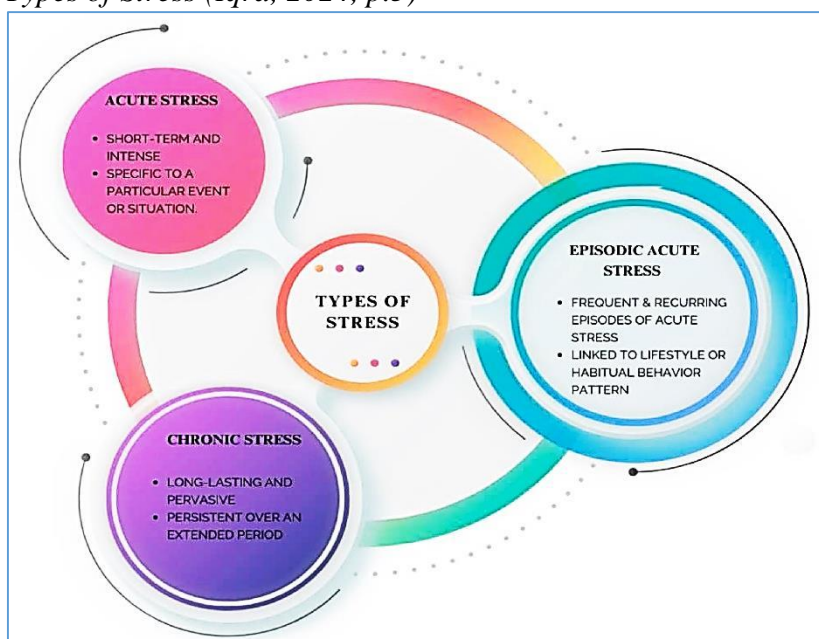 Types of Stress (Iqra, 2024, p.5)
ACUTE STRESS
• SHORT-TERM AND
INTENSE
• SPECIFIC TO A
PARTICULAR EVENT
OR SITUATION.
TYPES OF
STRESS
EPISODIC ACUTE
STRESS
• FREQUENT & RECURRING
EPISODES OF ACUTE
STRESS
• LINKED TO LIFESTYLE OR
HABITUAL BEHAVIOR
PATTERN
CHRONIC STRESS
• LONG-LASTING AND
PERVASIVE
• PERSISTENT OVER AN
EXTENDED PERIOD